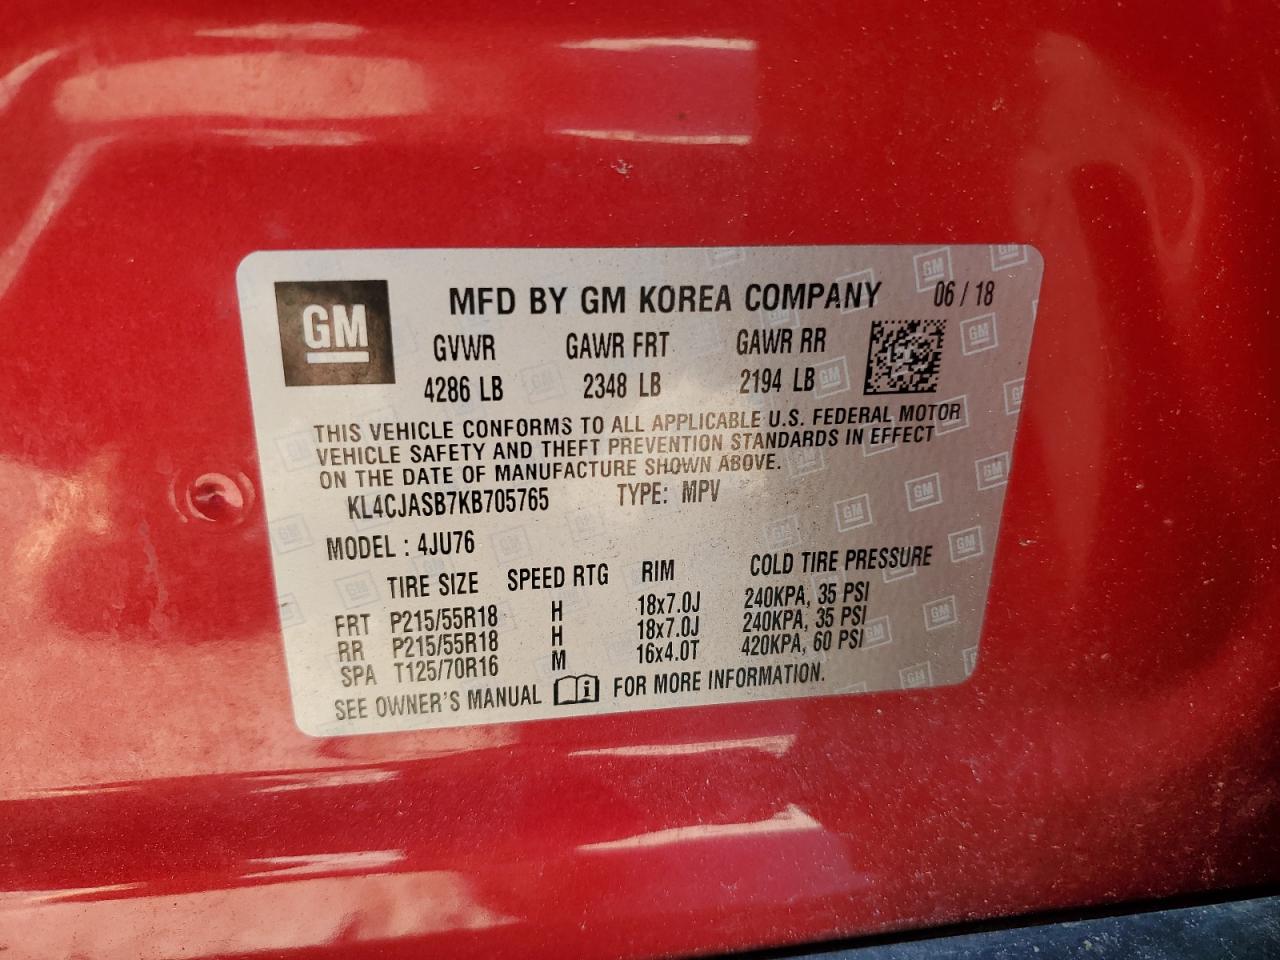 GM
MFD BY GM KOREA COMPANY 06 / 18
GVWR GAWR FRT GAWR RR
4286 LB 2348 LB 2194 LB
THIS VEHICLE CONFORMS TO ALL APPLICABLE U.S. FEDERAL MOTOR
VEHICLE SAFETY AND THEFT PREVENTION STANDARDS IN EFFECT
ON THE DATE OF MANUFACTURE SHOWN ABOVE.
KL4CJASB7KB705765 TYPE: MPV
MODEL : 4JU76
TIRE SIZE SPEED RTG RIM COLD TIRE PRESSURE
FRT P215/55R18 H 18x7.0J 240KPA, 35 PSI
RR P215/55R18 H 18x7.0J 240KPA, 35 PSI
SPA T125/70R16 M 16x4.0T 420KPA, 60 PSI
SEE OWNER'S MANUAL i FOR MORE INFORMATION.